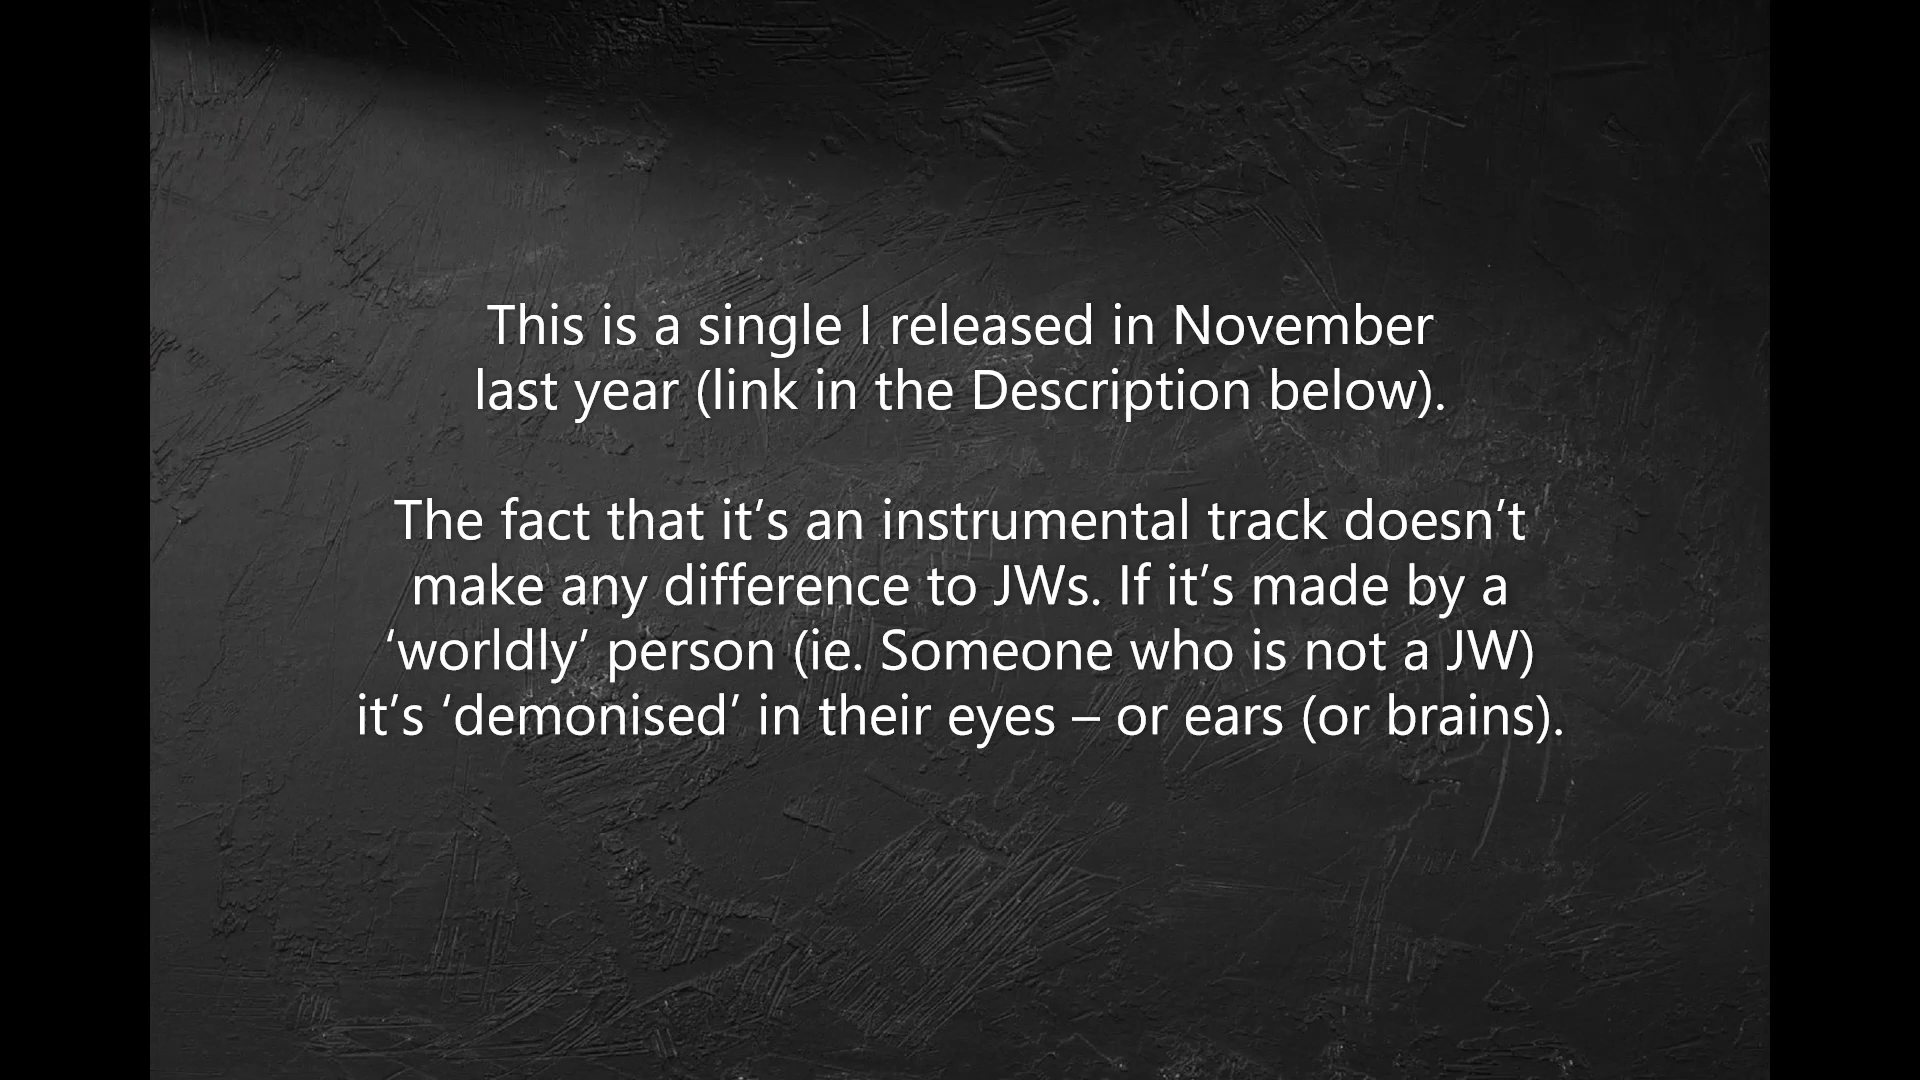 This is a single I released in November
last year (link in the Description below).
The fact that it’s an instrumental track doesn’t
make any difference to JWs. If it’s made by a
‘worldly’ person (ie. Someone who is not a JW)
it’s ‘demonised’ in their eyes – or ears (or brains).